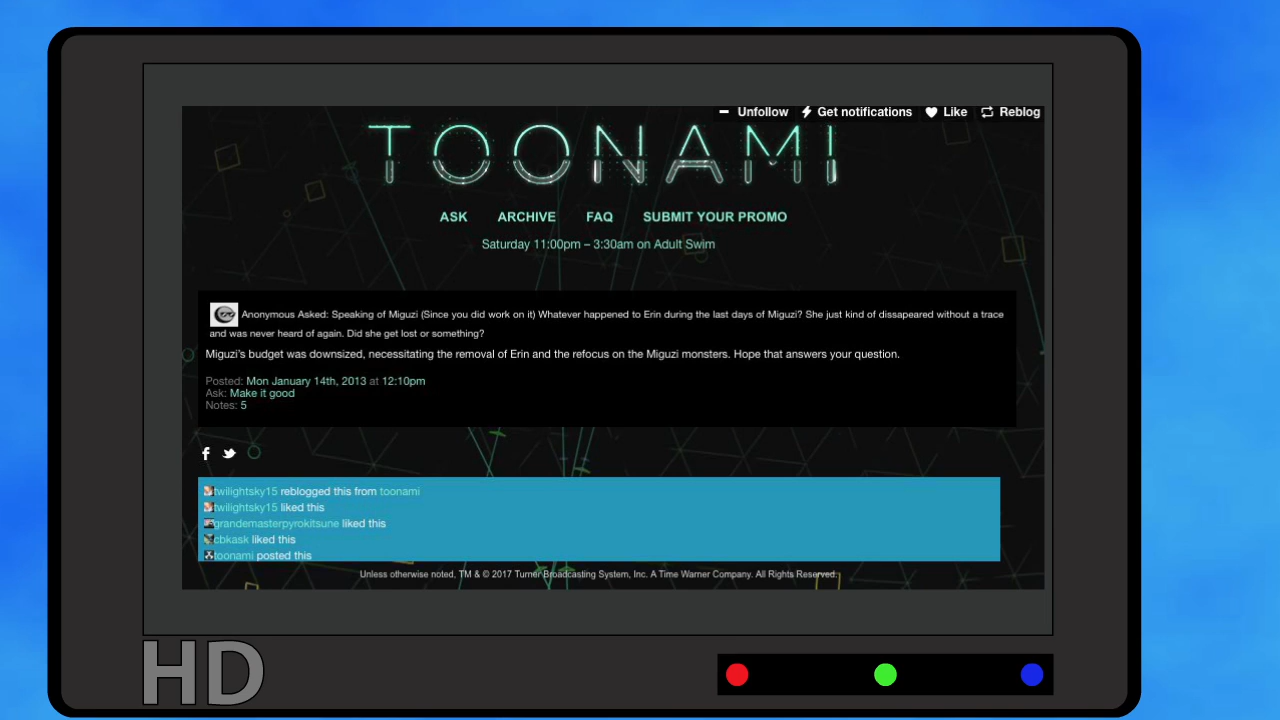 Unfollow Get notifications Like Reblog
TOONAMI
ASK ARCHIVE FAQ SUBMIT YOUR PROMO
Saturday 11:00pm – 3:30am on Adult Swim
Anonymous Asked: Speaking of Miguzi (Since you did work on it) Whatever happened to Erin during the last days of Miguzi? She just kind of dissapeared without a trace
and was never heard of again. Did she get lost or something?
Miguzi's budget was downsized, necessitating the removal of Erin and the refocus on the Miguzi monsters. Hope that answers your question.
Posted: Mon January 14th, 2013 at 12:10pm
Ask: Make it good
Notes: 5
twilightsky15 reblogged this from toonami
twilightsky15 liked this
grandemasterpyrokitsune liked this
cbkask liked this
toonami posted this
Unless otherwise noted, TM & © 2017 Turner Broadcasting System, Inc. A Time Warner Company. All Rights Reserved.
HD